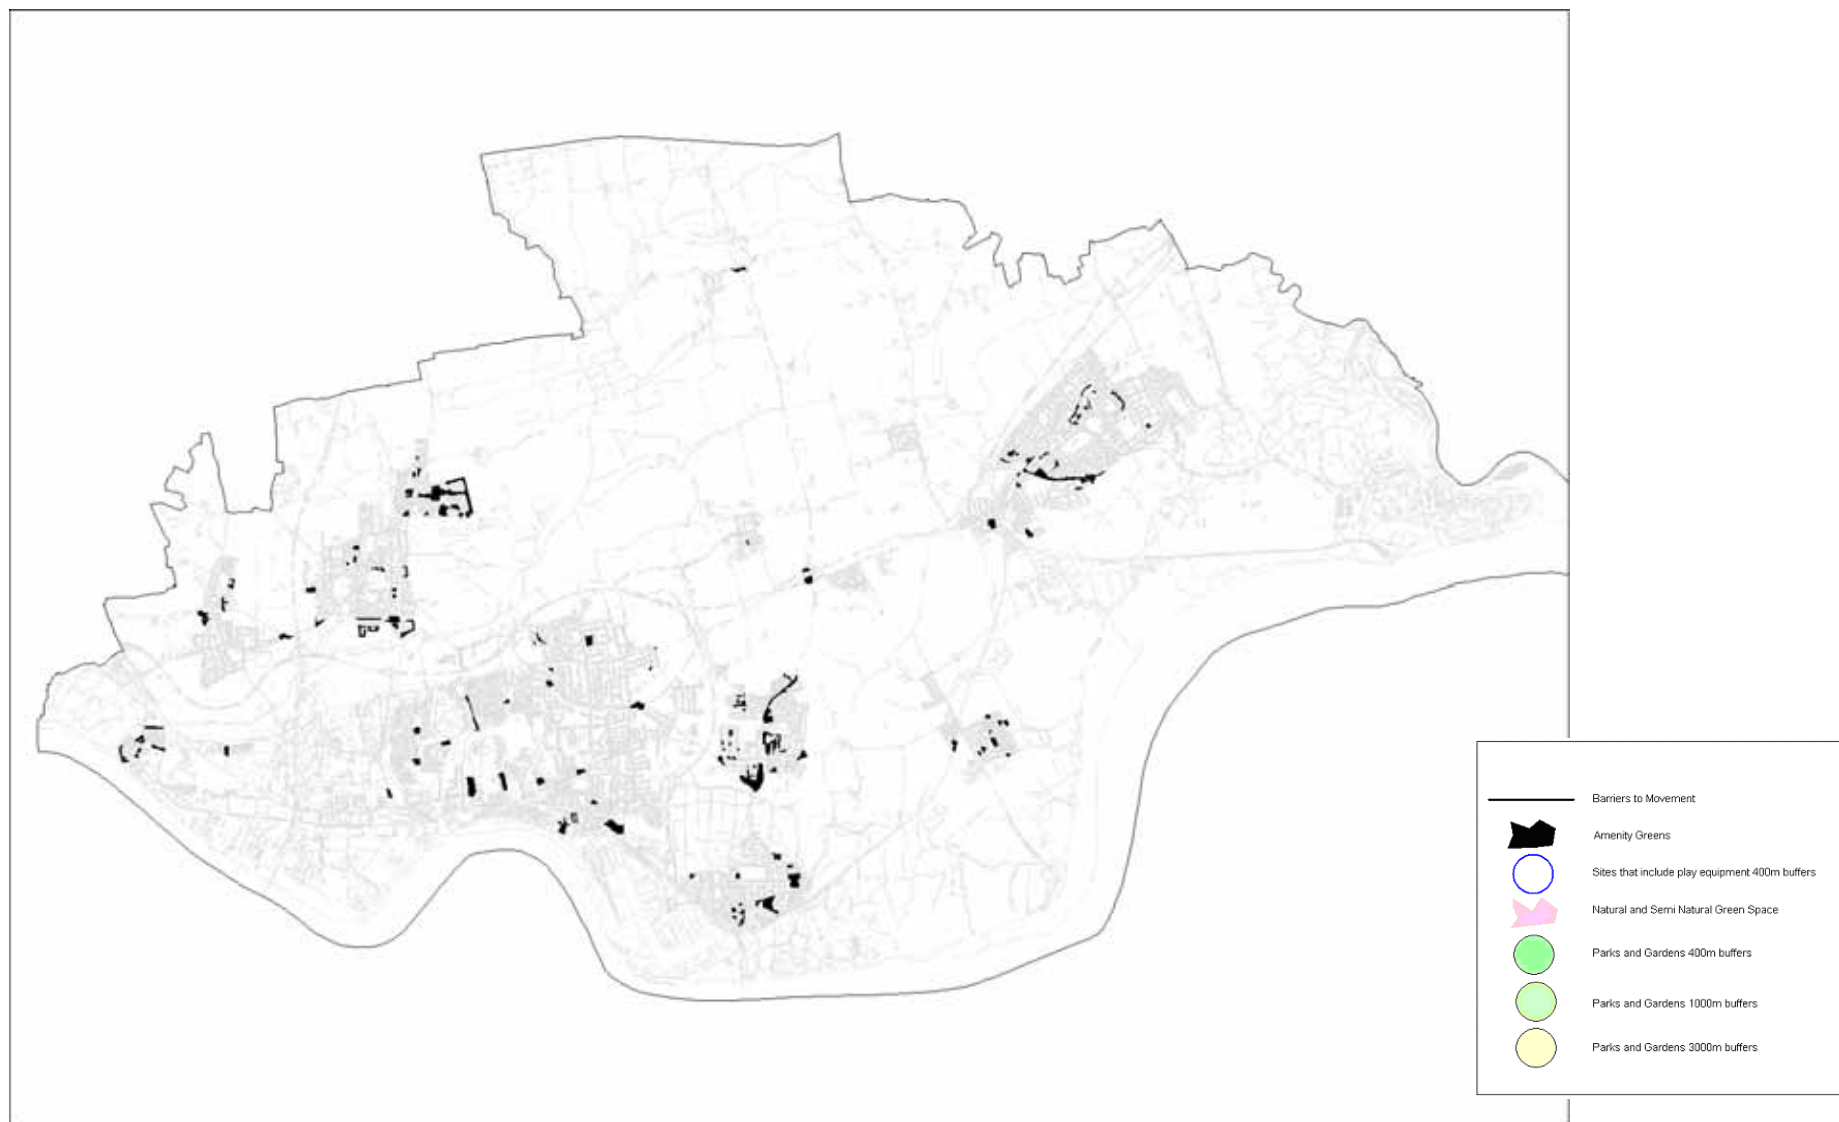 Barriers to Movement
Amenity Greens
Sites that include play equipment 400m buffers
Natural and Semi Natural Green Space
Parks and Gardens 400m buffers
Parks and Gardens 1000m buffers
Parks and Gardens 3000m buffers